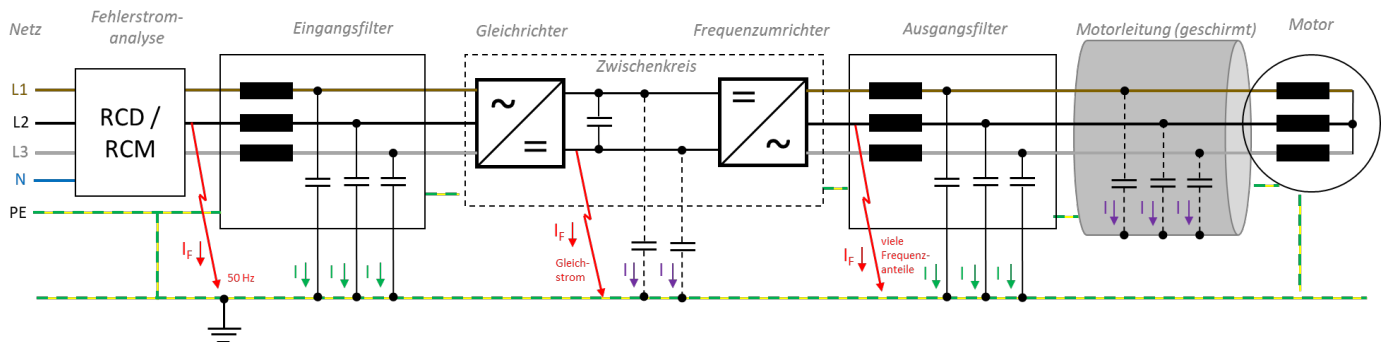 Netz
Fehlerstrom-
analyse
Eingangsfilter
Gleichrichter
Frequenzumrichter
Ausgangsfilter
Motorleitung (geschirmt)
Motor
Zwischenkreis
L1
L2
L3
N
PE
RCD /
RCM
~
=
=
~
IF
50 Hz
I
I
I
IF
Gleich-
strom
I
I
IF
viele
Frequenz-
anteile
I
I
I
I
I
I